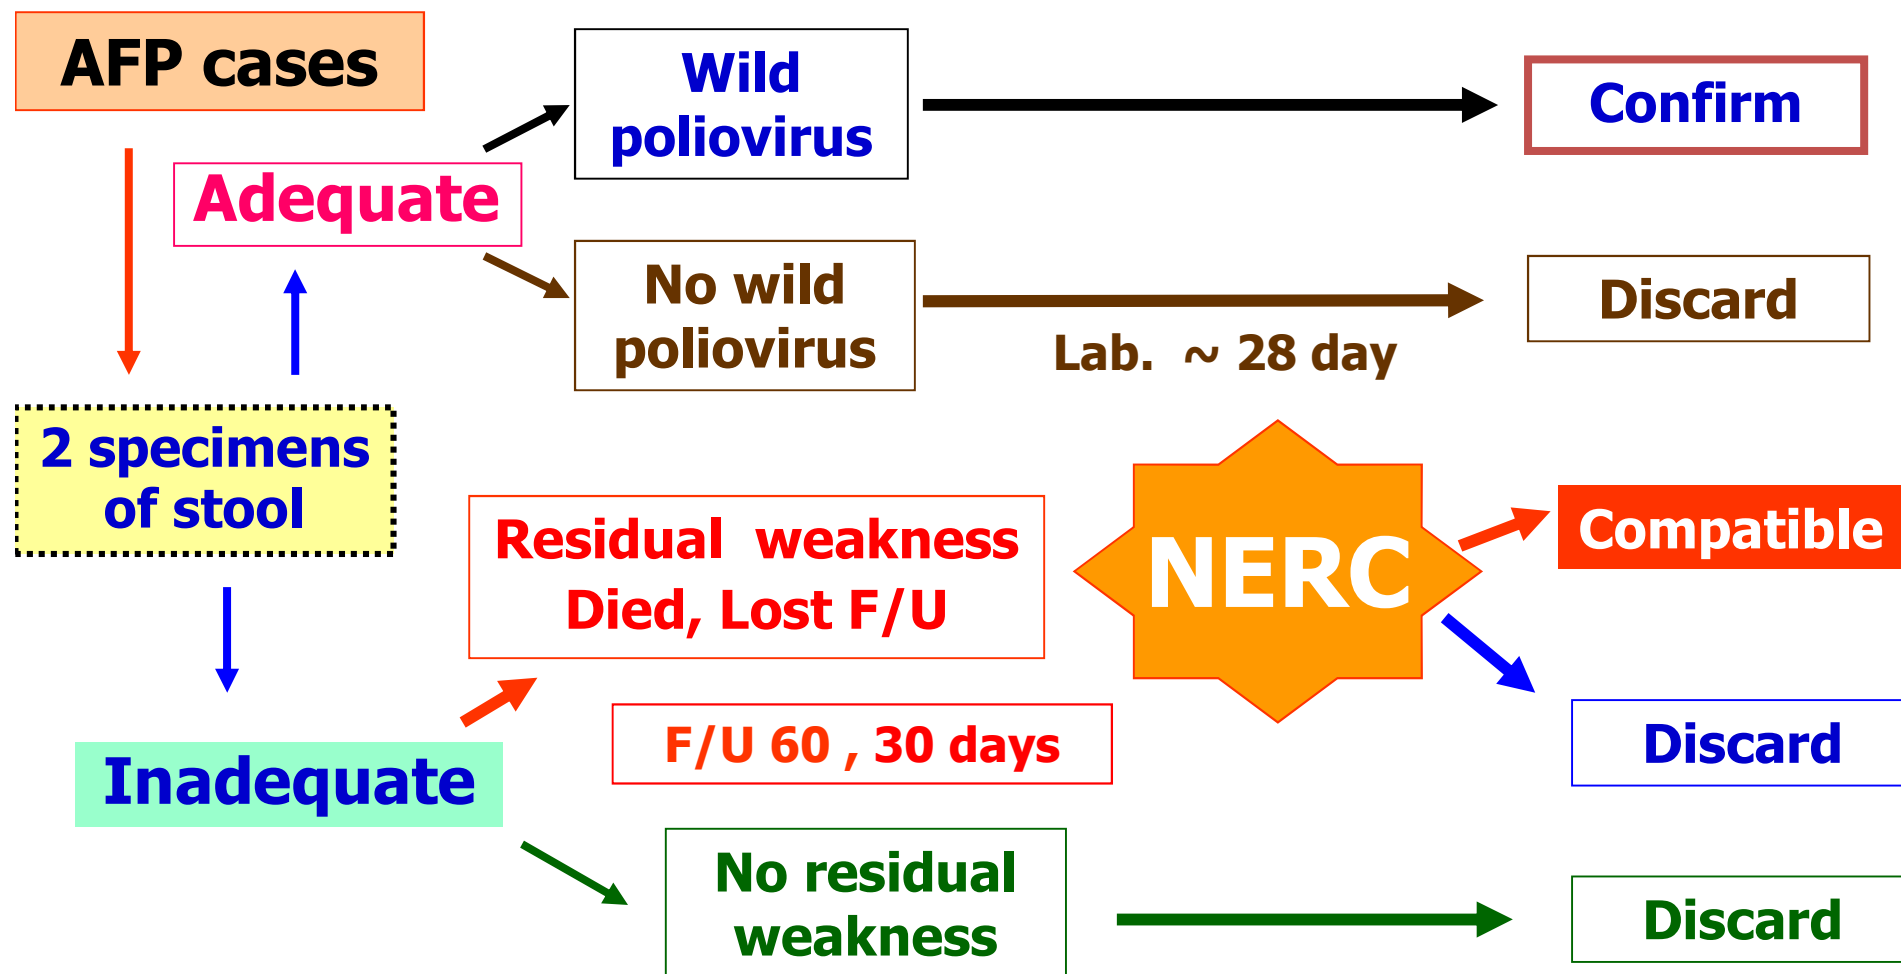 AFP cases
Wild
poliovirus
Confirm
Adequate
No wild
poliovirus
Lab. ~ 28 day
Discard
2 specimens
of stool
Residual weakness
Died, Lost F/U
NERC
Compatible
F/U 60 , 30 days
Discard
Inadequate
No residual
weakness
Discard